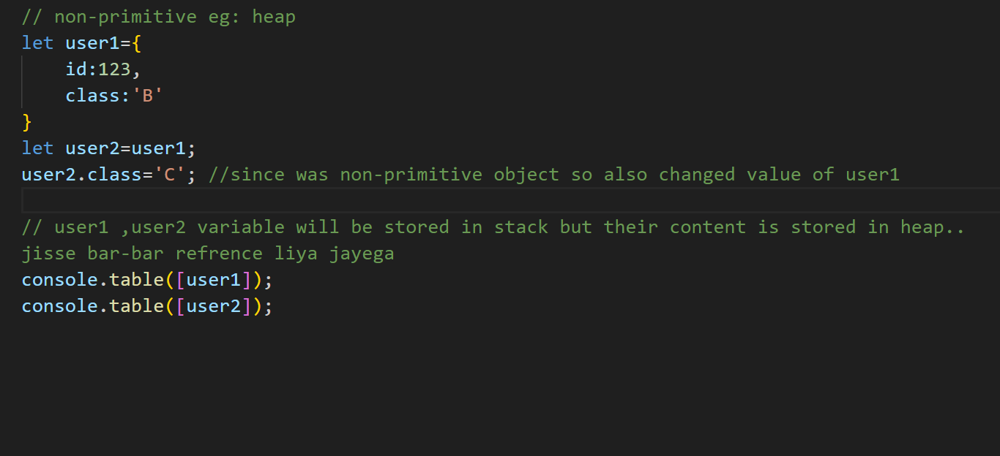 // non-primitive eg: heap
let user1={
    id:123,
    class:'B'
}
let user2=user1;
user2.class='C'; //since was non-primitive object so also changed value of user1
// user1 ,user2 variable will be stored in stack but their content is stored in heap..
jisse bar-bar refrence liya jayega
console.table([user1]);
console.table([user2]);